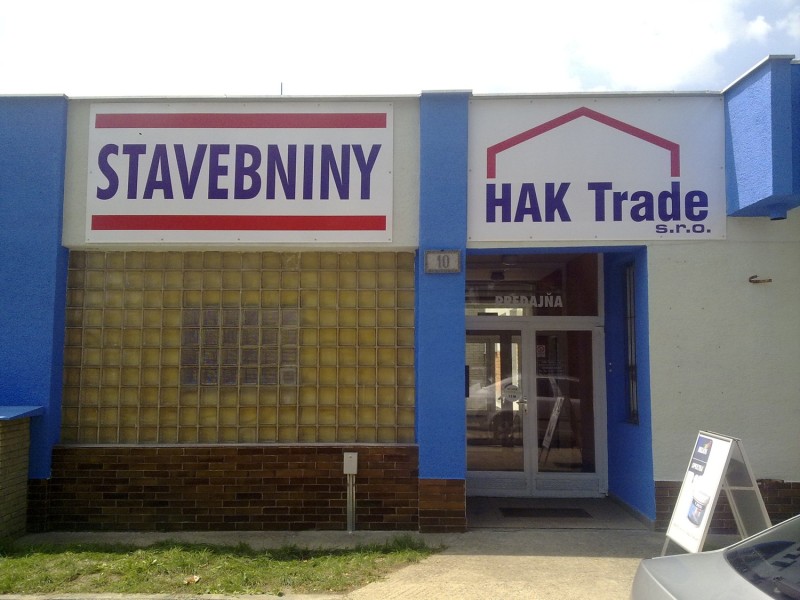 STAVEBNINY
HAK Trade
s.r.o.
10
PREDAJŇA